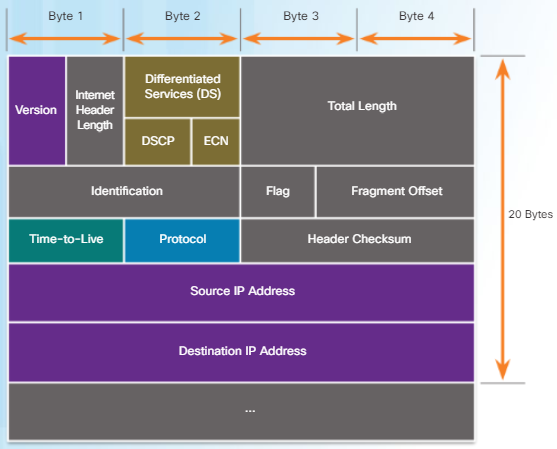 Byte 1
Byte 2
Byte 3
Byte 4
Version
Internet
Header
Length
Differentiated
Services (DS)
DSCP
ECN
Total Length
Identification
Flag
Fragment Offset
20 Bytes
Time-to-Live
Protocol
Header Checksum
Source IP Address
Destination IP Address
...